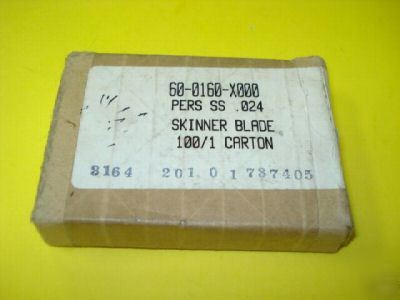 60-0160-X000
PERS SS .024
SKINNER BLADE
100/1 CARTON
3164 201 0 1 737405